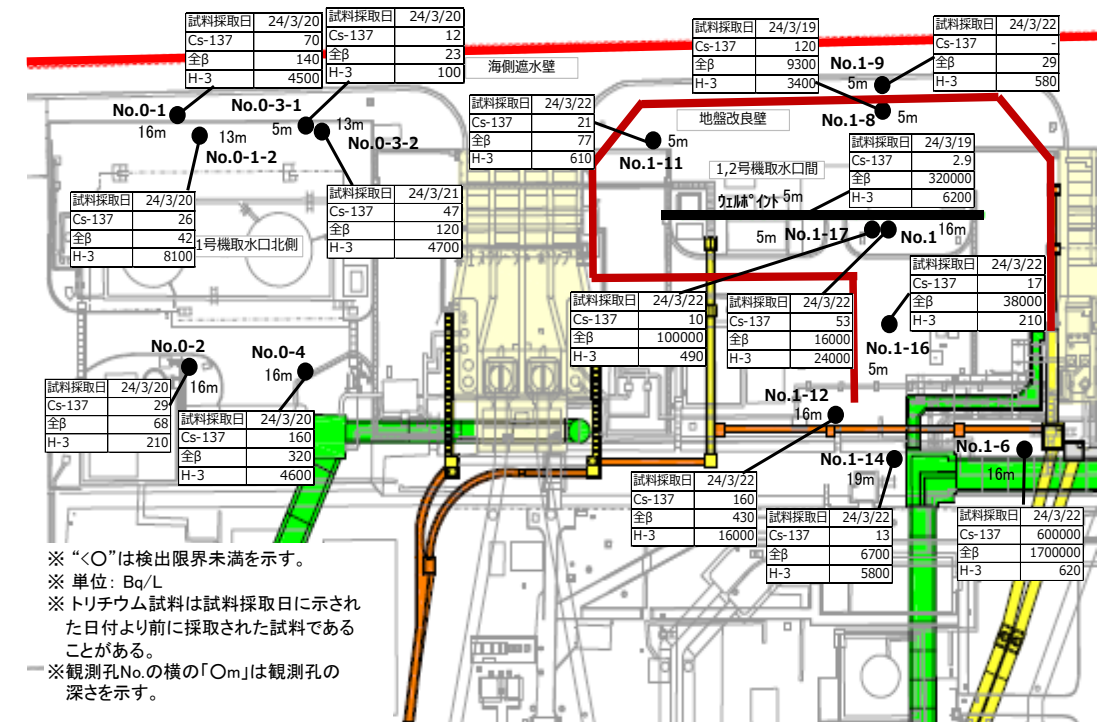 試料採取日 24/3/20
Cs-137 70
全β 140
H-3 4500
試料採取日 24/3/20
Cs-137 12
全β 23
H-3 100
海側遮水壁
試料採取日 24/3/19
Cs-137 120
全β 9300
H-3 3400
試料採取日 24/3/22
Cs-137 -
全β 29
H-3 580
No.1-9
5m
No.1-8 5m
No.0-1
16m
No.0-3-1
5m
13m
No.0-3-2
13m
No.0-1-2
試料採取日 24/3/22
Cs-137 21
全β 77
H-3 610
5m
No.1-11
地盤改良壁
1,2号機取水口間
試料採取日 24/3/19
Cs-137 2.9
全β 320000
H-3 6200
ウェルポイント 5m
5m No.1-17
No.1 16m
試料採取日 24/3/20
Cs-137 26
全β 42
H-3 8100
1号機取水口北側
試料採取日 24/3/21
Cs-137 47
全β 120
H-3 4700
試料採取日 24/3/22
Cs-137 10
全β 100000
H-3 490
試料採取日 24/3/22
Cs-137 53
全β 16000
H-3 24000
試料採取日 24/3/22
Cs-137 17
全β 38000
H-3 210
No.1-16
5m
No.0-2
16m
No.0-4
16m
試料採取日 24/3/20
Cs-137 29
全β 68
H-3 210
試料採取日 24/3/20
Cs-137 160
全β 320
H-3 4600
No.1-12
16m
No.1-14
19m
No.1-6
16m
試料採取日 24/3/22
Cs-137 160
全β 430
H-3 16000
試料採取日 24/3/22
Cs-137 13
全β 6700
H-3 5800
試料採取日 24/3/22
Cs-137 600000
全β 1700000
H-3 620
※ “<○”は検出限界未満を示す。
※ 単位: Bq/L
※ トリチウム試料は試料採取日に示され
た日付より前に採取された試料である
ことがある。
※観測孔No.の横の「○m」は観測孔の
深さを示す。